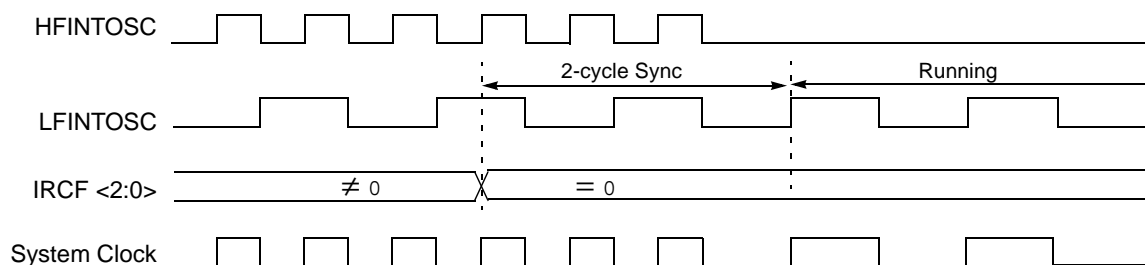 HFINTOSC
2-cycle Sync Running
LFINTOSC
IRCF <2:0> ≠ 0 = 0
System Clock